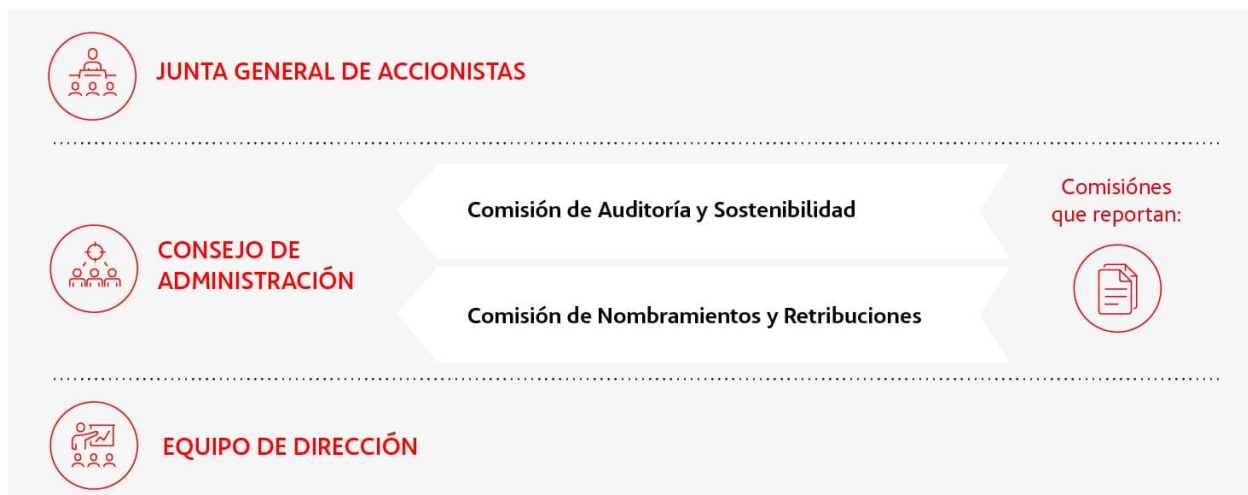 JUNTA GENERAL DE ACCIONISTAS
Comisión de Auditoría y Sostenibilidad
Comisiónes
que reportan:
CONSEJO DE
ADMINISTRACIÓN
Comisión de Nombramientos y Retribuciones
EQUIPO DE DIRECCIÓN